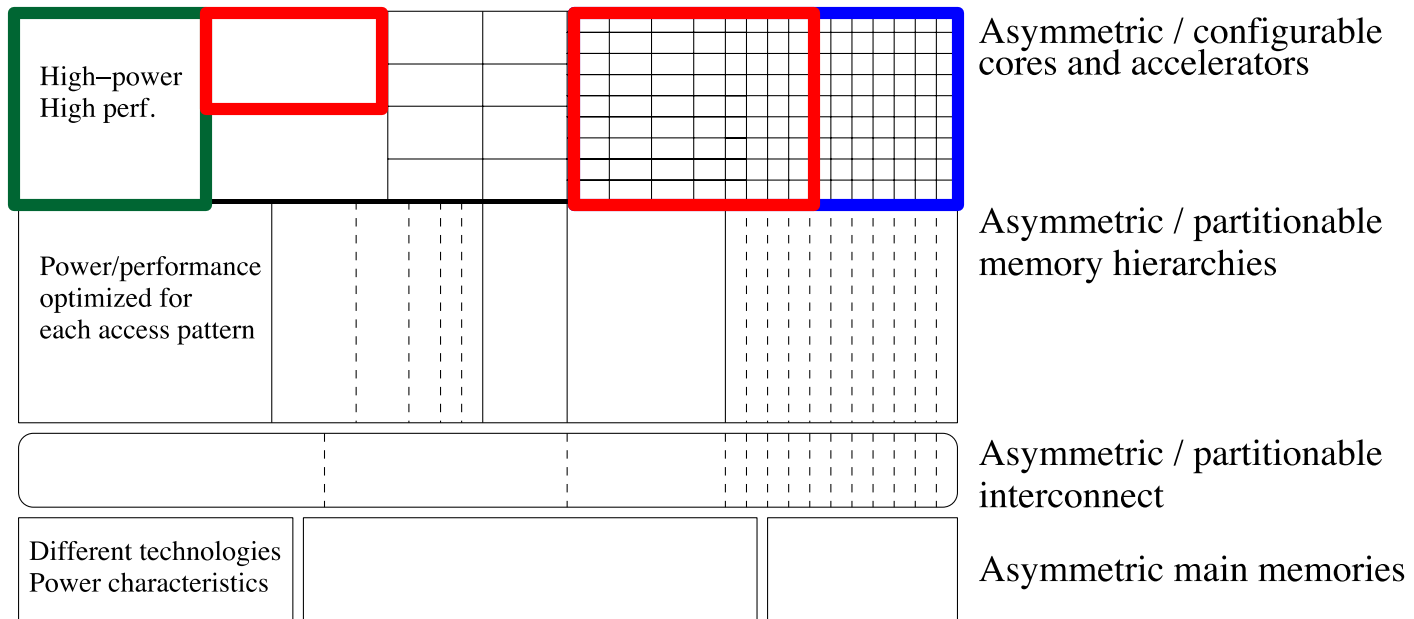 High−power
High perf.
Asymmetric / configurable
cores and accelerators
Power/performance
optimized for
each access pattern
Asymmetric / partitionable
memory hierarchies
Asymmetric / partitionable
interconnect
Different technologies
Power characteristics
Asymmetric main memories